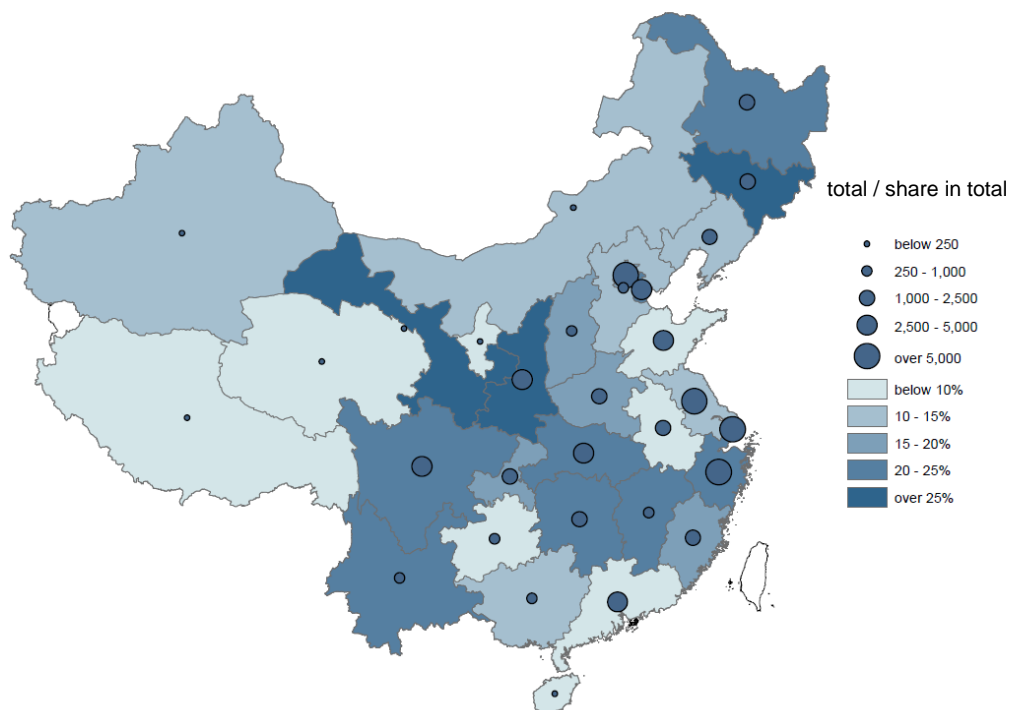 total / share in total
below 250
250 - 1,000
1,000 - 2,500
2,500 - 5,000
over 5,000
below 10%
10 - 15%
15 - 20%
20 - 25%
over 25%